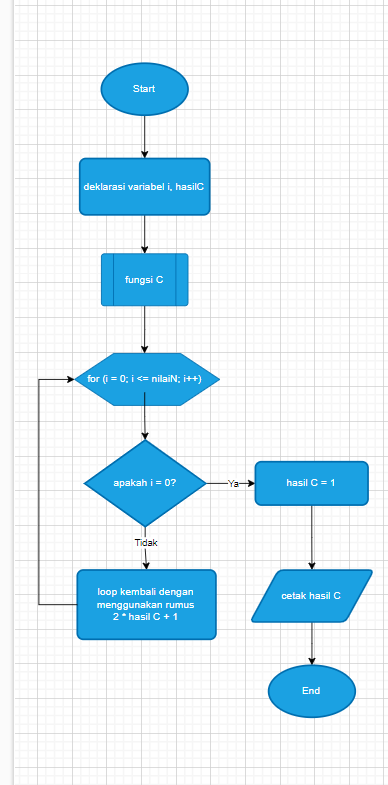 Start
deklarasi variabel i, hasilC
fungsi C
for (i = 0; i <= nilaiN; i++)
apakah i = 0?
Ya
hasil C = 1
Tidak
loop kembali dengan
menggunakan rumus
2 * hasil C + 1
cetak hasil C
End